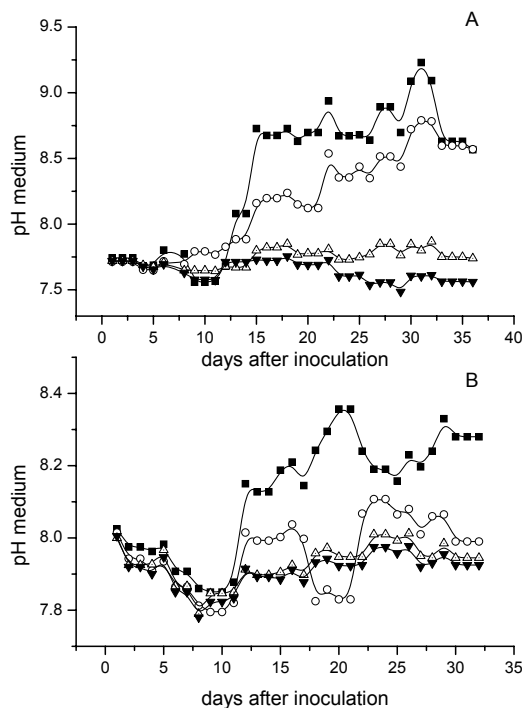 A
9.5
9.0
8.5
8.0
7.5
pH medium
0 5 10 15 20 25 30 35 40
days after inoculation
B
8.4
8.2
8.0
7.8
pH medium
0 5 10 15 20 25 30 35
days after inoculation